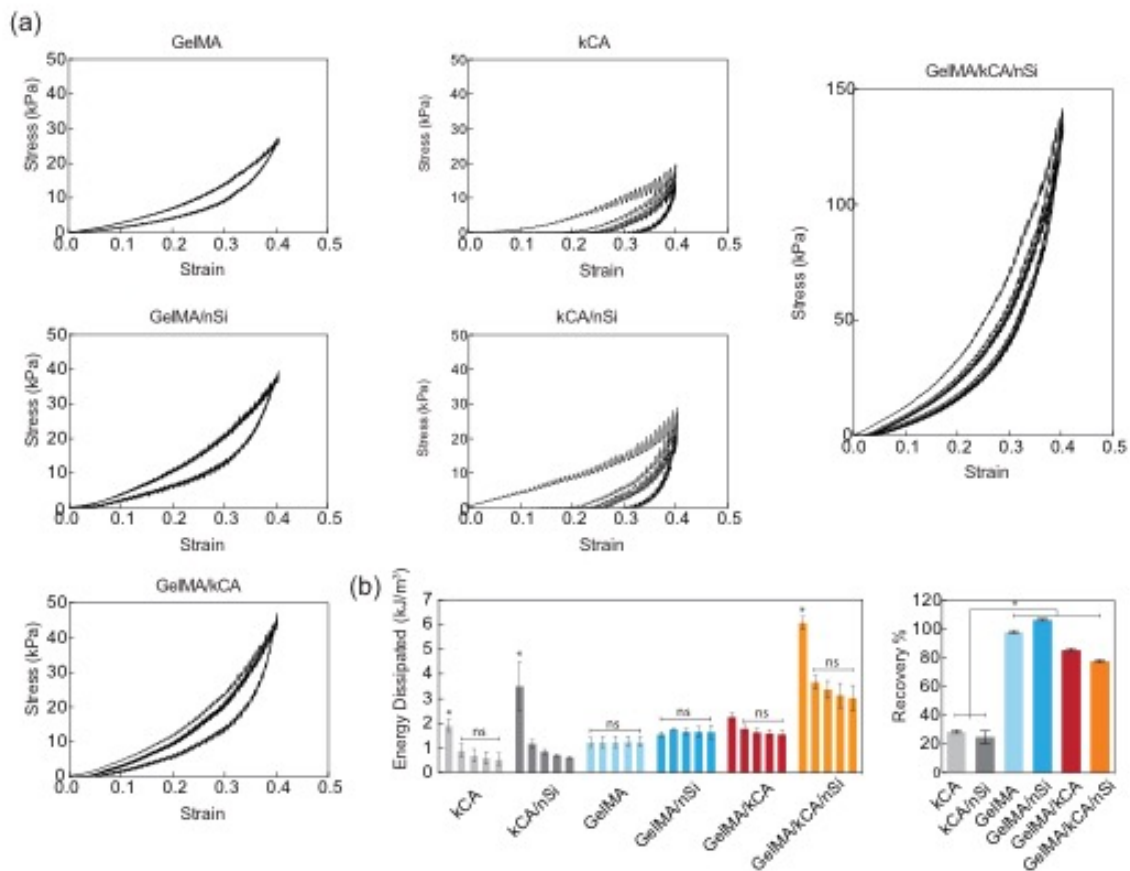 (a)
GelMA
50
40
30
20
10
0
Stress (kPa)
0.0 0.1 0.2 0.3 0.4 0.5
Strain
kCA
50
40
30
20
10
0
Stress (kPa)
0.0 0.1 0.2 0.3 0.4 0.5
Strain
GelMA/kCA/nSi
150
100
50
0
Stress (kPa)
0.0 0.1 0.2 0.3 0.4 0.5
Strain
GelMA/nSi
50
40
30
20
10
0
Stress (kPa)
0.0 0.1 0.2 0.3 0.4 0.5
Strain
kCA/nSi
50
40
30
20
10
0
Stress (kPa)
0.0 0.1 0.2 0.3 0.4 0.5
Strain
GelMA/kCA
50
40
30
20
10
0
Stress (kPa)
0.0 0.1 0.2 0.3 0.4 0.5
Strain
(b)
7
6
5
4
3
2
1
0
Energy Dissipated (kJ/m³)
* ns * ns ns ns * ns
kCA
kCA/nSi
GelMA
GelMA/nSi
GelMA/kCA
GelMA/kCA/nSi
120
100
80
60
40
20
0
Recovery %
*
kCA
kCA/nSi
GelMA
GelMA/nSi
GelMA/kCA
GelMA/kCA/nSi